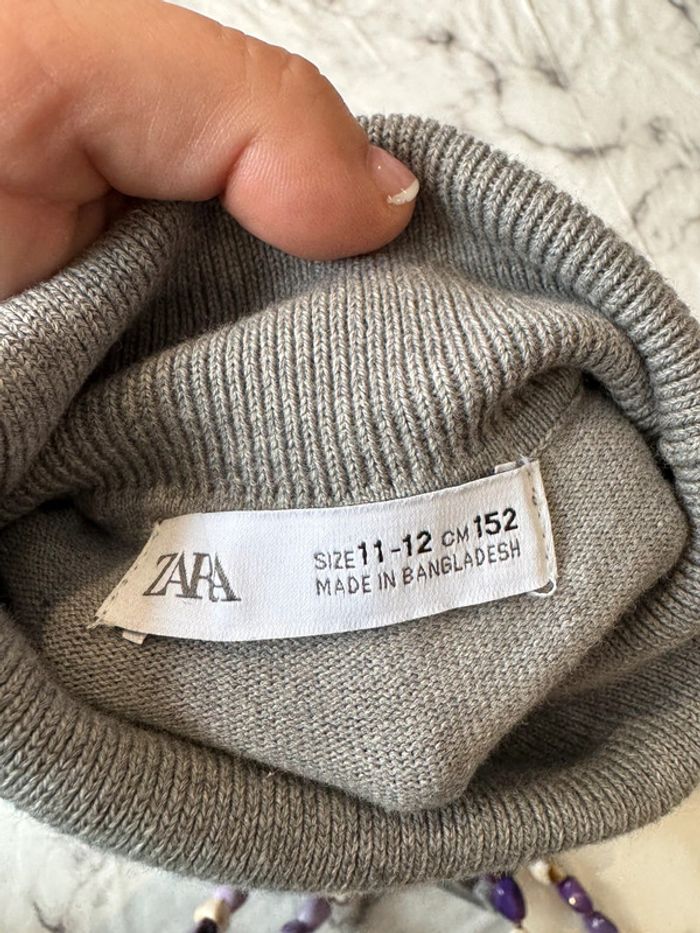 ZARA
SIZE 11-12 CM 152
MADE IN BANGLADESH